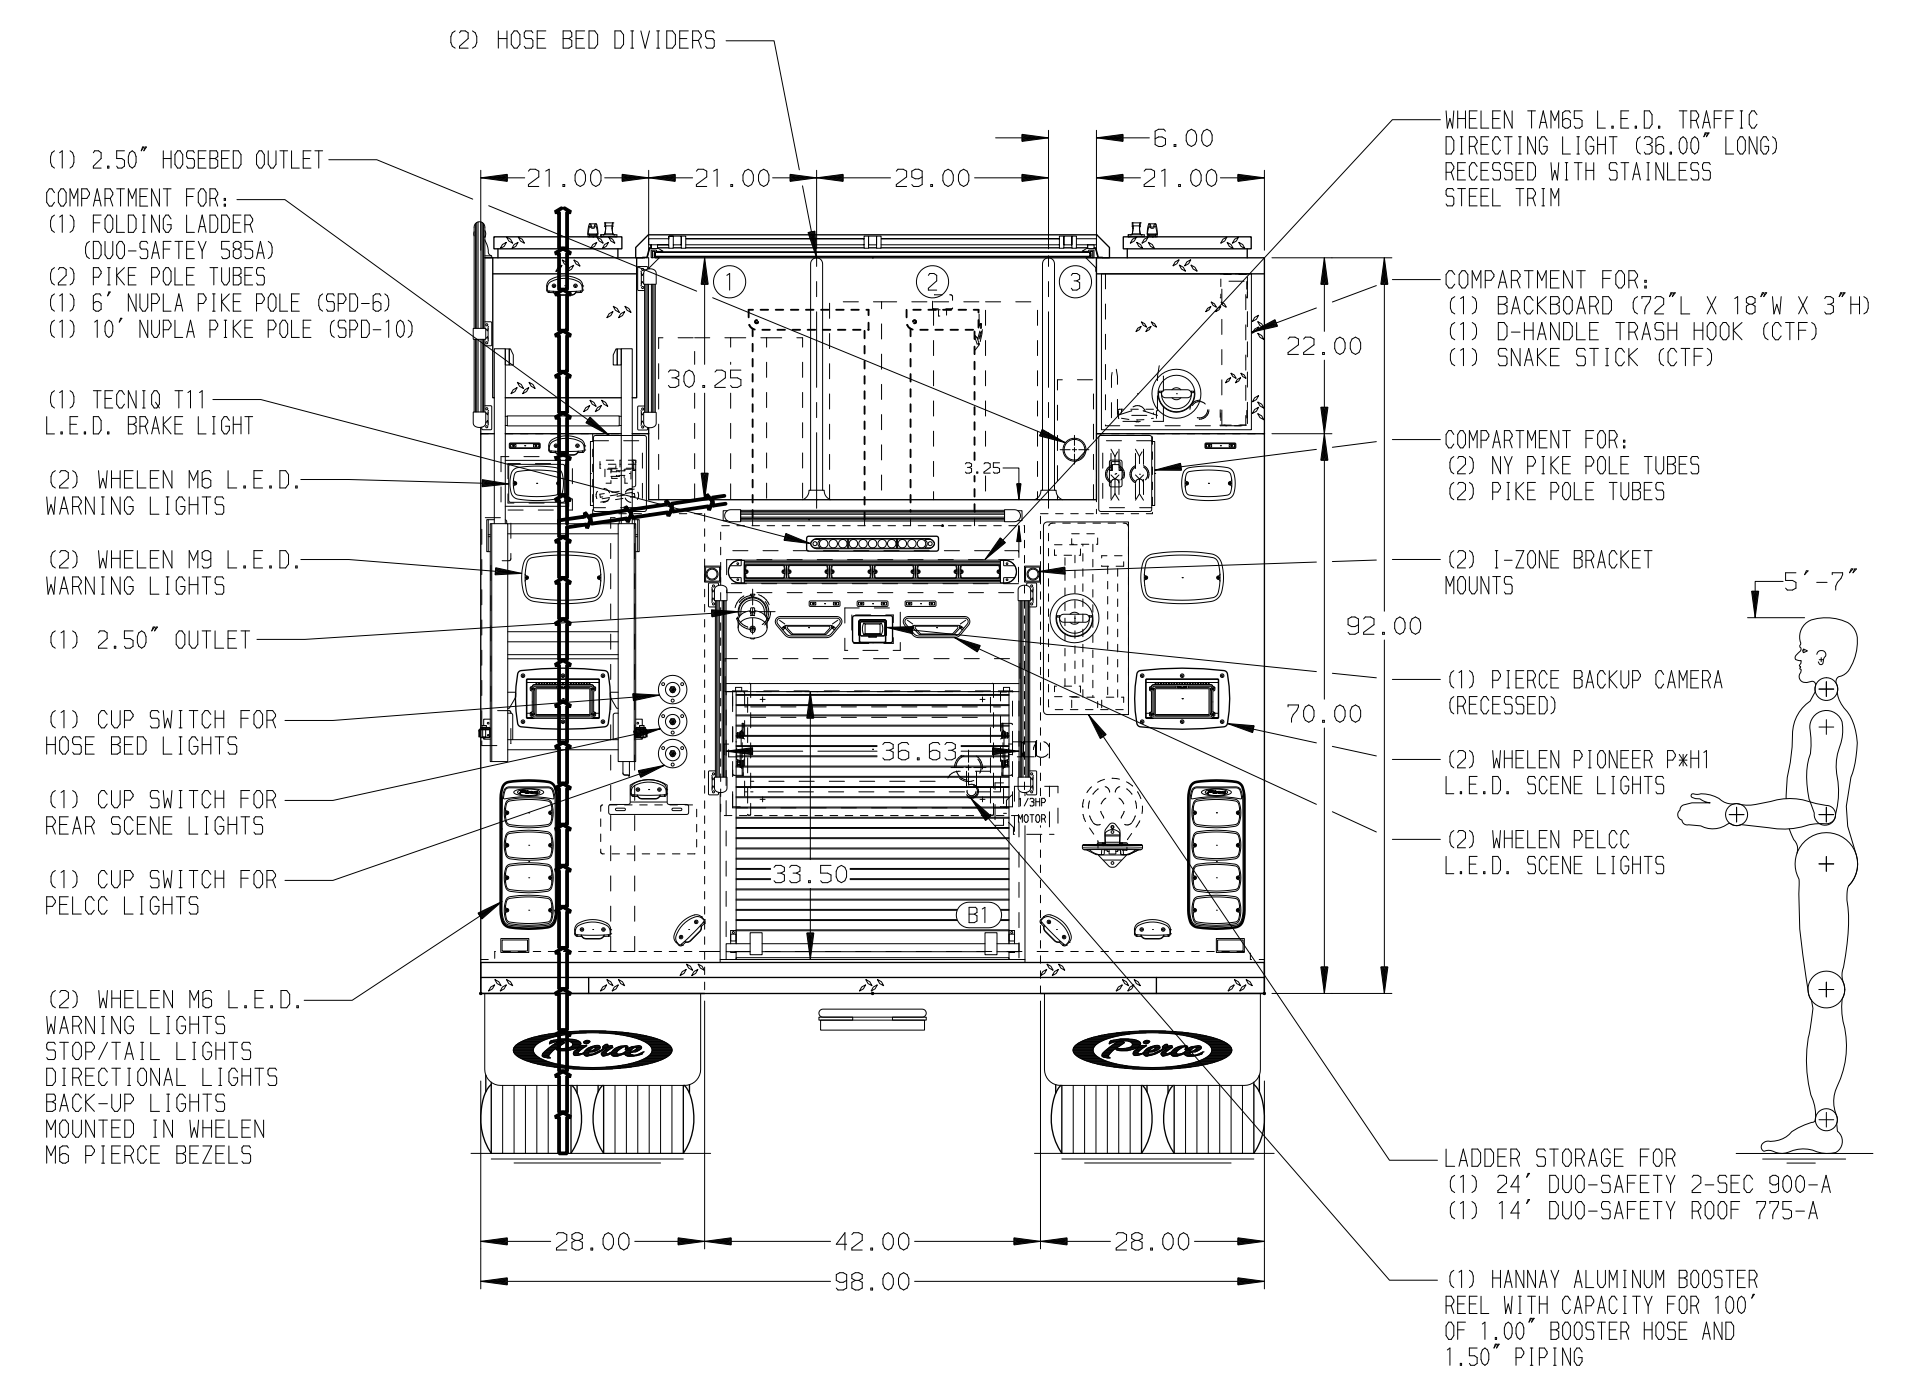 (2) HOSE BED DIVIDERS
(1) 2.50" HOSEBED OUTLET
COMPARTMENT FOR:
(1) FOLDING LADDER
(DUO-SAFTEY 585A)
(2) PIKE POLE TUBES
(1) 6' NUPLA PIKE POLE (SPD-6)
(1) 10' NUPLA PIKE POLE (SPD-10)
(1) TECNIQ T11
L.E.D. BRAKE LIGHT
(2) WHELEN M6 L.E.D.
WARNING LIGHTS
(2) WHELEN M9 L.E.D.
WARNING LIGHTS
(1) 2.50" OUTLET
(1) CUP SWITCH FOR
HOSE BED LIGHTS
(1) CUP SWITCH FOR
REAR SCENE LIGHTS
(1) CUP SWITCH FOR
PELCC LIGHTS
(2) WHELEN M6 L.E.D.
WARNING LIGHTS
STOP/TAIL LIGHTS
DIRECTIONAL LIGHTS
BACK-UP LIGHTS
MOUNTED IN WHELEN
M6 PIERCE BEZELS
6.00
21.00
21.00
29.00
21.00
1
2
3
30.25
22.00
3.25
92.00
70.00
36.63
1/3HP
MOTOR
33.50
B1
Pierce
Pierce
Pierce
Pierce
28.00
42.00
28.00
98.00
WHELEN TAM65 L.E.D. TRAFFIC
DIRECTING LIGHT (36.00" LONG)
RECESSED WITH STAINLESS
STEEL TRIM
COMPARTMENT FOR:
(1) BACKBOARD (72"L X 18"W X 3"H)
(1) D-HANDLE TRASH HOOK (CTF)
(1) SNAKE STICK (CTF)
COMPARTMENT FOR:
(2) NY PIKE POLE TUBES
(2) PIKE POLE TUBES
(2) I-ZONE BRACKET
MOUNTS
5'-7"
(1) PIERCE BACKUP CAMERA
(RECESSED)
(2) WHELEN PIONEER P*H1
L.E.D. SCENE LIGHTS
(2) WHELEN PELCC
L.E.D. SCENE LIGHTS
LADDER STORAGE FOR
(1) 24' DUO-SAFETY 2-SEC 900-A
(1) 14' DUO-SAFETY ROOF 775-A
(1) HANNAY ALUMINUM BOOSTER
REEL WITH CAPACITY FOR 100'
OF 1.00" BOOSTER HOSE AND
1.50" PIPING